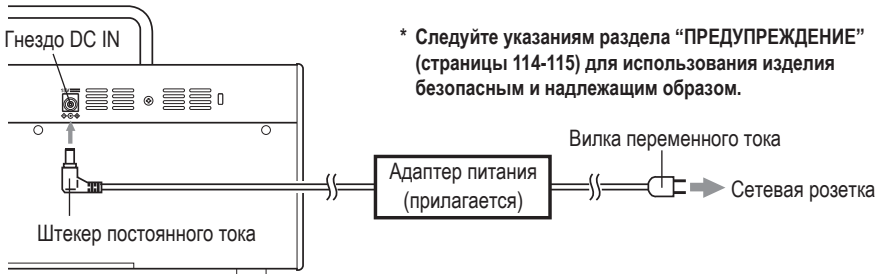 Гнездо DC IN
* Следуйте указаниям раздела “ПРЕДУПРЕЖДЕНИЕ”
(страницы 114-115) для использования изделия
безопасным и надлежащим образом.
Вилка переменного тока
Адаптер питания
(прилагается)
Сетевая розетка
Штекер постоянного тока